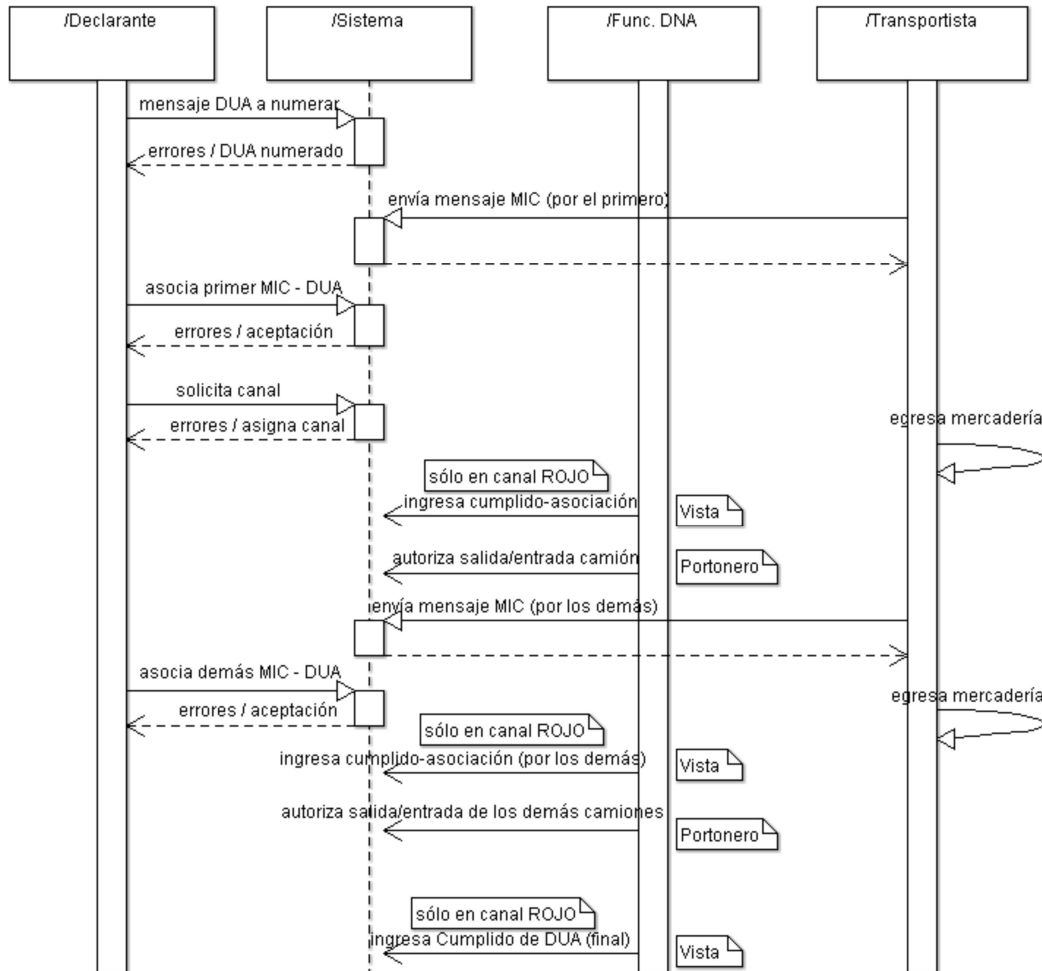 /Declarante
/Sistema
/Func. DNA
/Transportista
mensaje DUA a numerar
errores / DUA numerado
envía mensaje MIC (por el primero)
asocia primer MIC - DUA
errores / aceptación
solicita canal
errores / asigna canal
egresa mercadería
sólo en canal ROJO
ingresa cumplido-asociación
Vista
autoriza salida/entrada camión
Portonero
envía mensaje MIC (por los demás)
asocia demás MIC - DUA
errores / aceptación
egresa mercadería
sólo en canal ROJO
ingresa cumplido-asociación (por los demás)
Vista
autoriza salida/entrada de los demás camiones
Portonero
sólo en canal ROJO
ingresa Cumplido de DUA (final)
Vista